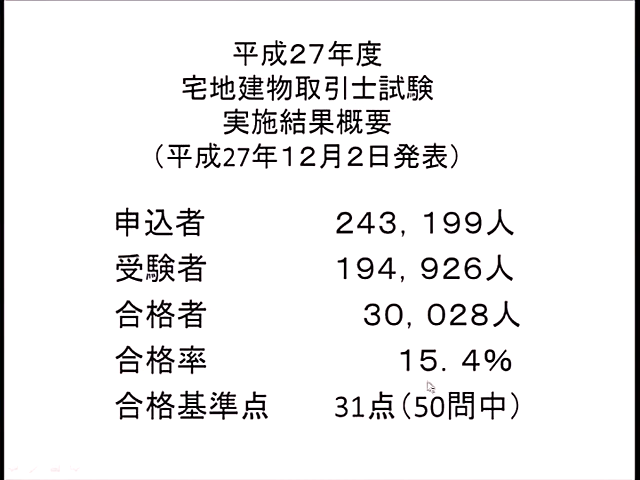 平成２７年度
宅地建物取引士試験
実施結果概要
（平成27年１２月２日発表）
申込者　２４３，１９９人
受験者　１９４，９２６人
合格者　３０，０２８人
合格率　１５．４％
合格基準点　31点（50問中）